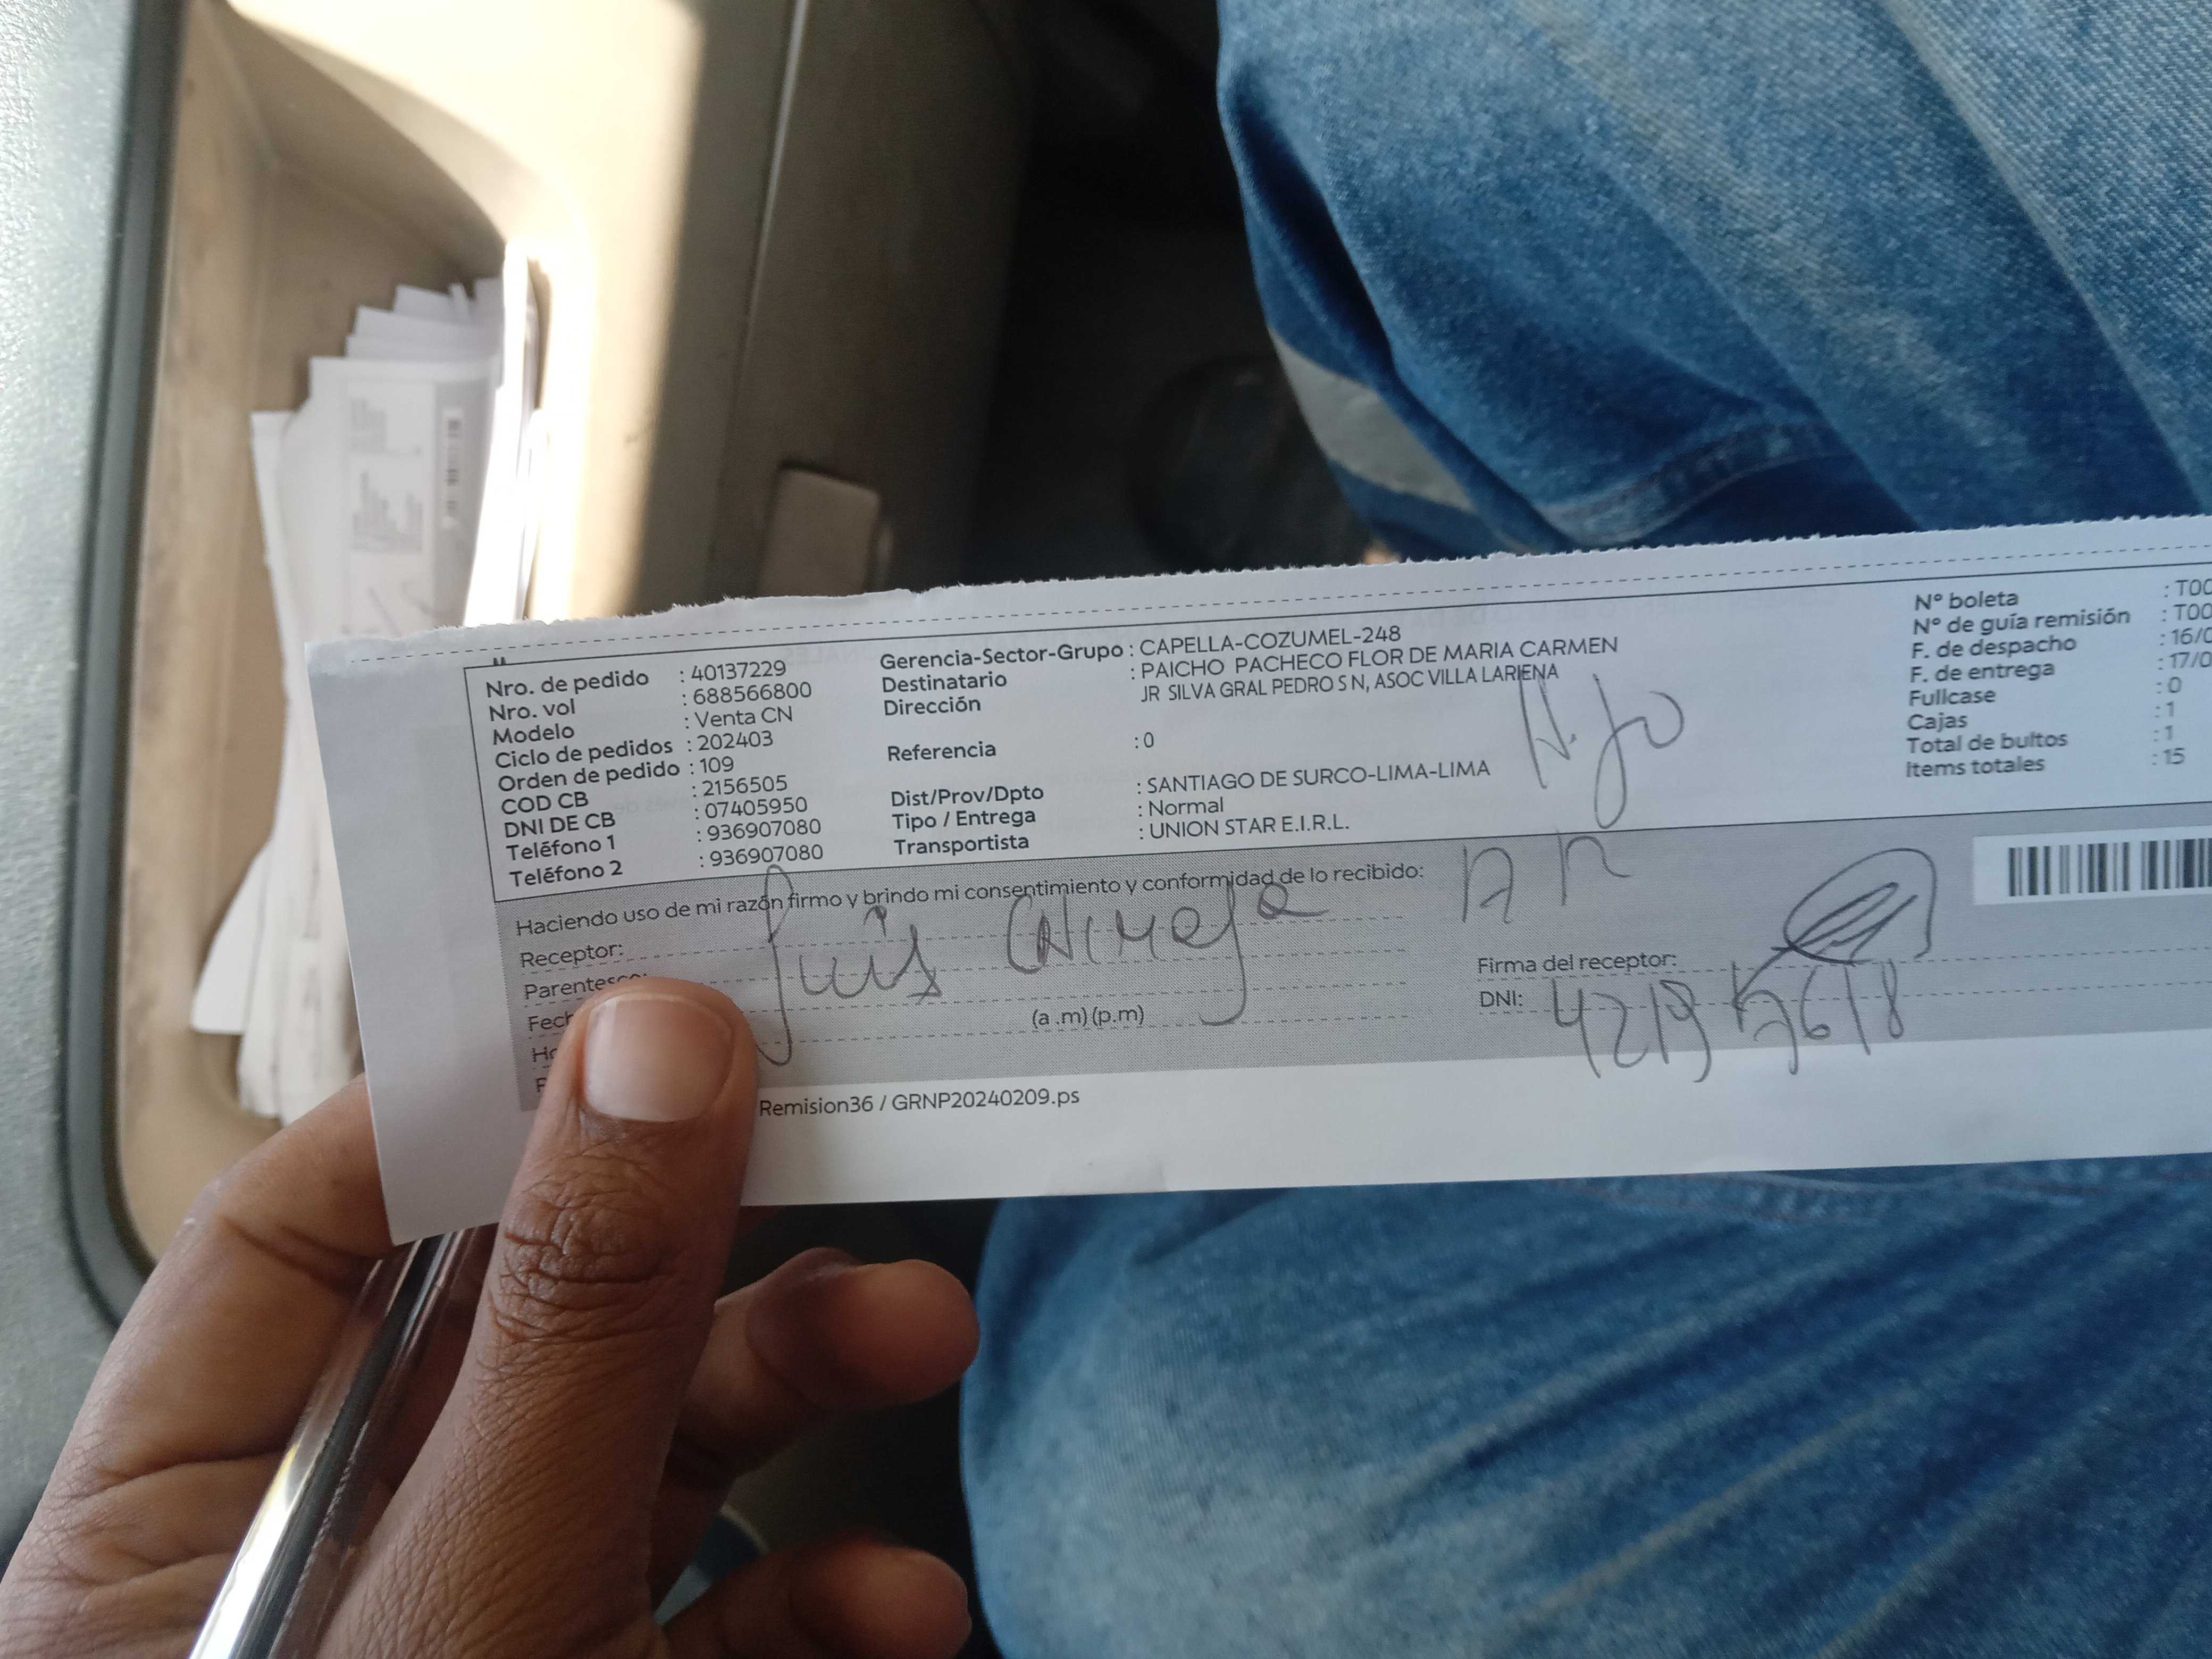 Nro. de pedido : 40137229
Nro. vol : 688566800
Modelo : Venta CN
Ciclo de pedidos : 202403
Orden de pedido : 109
COD CB : 2156505
DNI DE CB : 07405950
Teléfono 1 : 936907080
Teléfono 2 : 936907080
Gerencia-Sector-Grupo : CAPELLA-COZUMEL-248
Destinatario : PAICHO PACHECO FLOR DE MARIA CARMEN
Dirección JR SILVA GRAL PEDRO S N, ASOC VILLA LARIENA
Referencia : 0
Dist/Prov/Dpto : SANTIAGO DE SURCO-LIMA-LIMA
Tipo / Entrega : Normal
Transportista : UNION STAR E.I.R.L.
Nº boleta : T00
Nº de guía remisión : T00
F. de despacho : 16/0
F. de entrega : 17/0
Fullcase : 0
Cajas : 1
Total de bultos : 1
Items totales : 15
Haciendo uso de mi razón firmo y brindo mi consentimiento y conformidad de lo recibido:
Receptor: Luis
Parentesco:
(a .m) (p.m)
Firma del receptor:
DNI:
Remision36 / GRNP20240209.ps